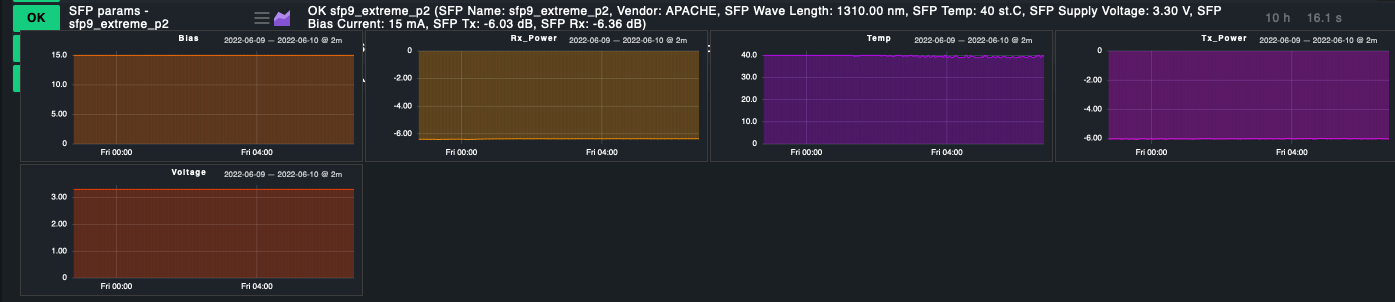 OK
SFP params -
sfp9_extreme_p2
OK sfp9_extreme_p2 (SFP Name: sfp9_extreme_p2, Vendor: APACHE, SFP Wave Length: 1310.00 nm, SFP Temp: 40 st.C, SFP Supply Voltage: 3.30 V, SFP
Bias Current: 15 mA, SFP Tx: -6.03 dB, SFP Rx: -6.36 dB)
10 h 16.1 s
Bias 2022-06-09 — 2022-06-10 @ 2m
15.0
10.0
5.00
0
Fri 00:00 Fri 04:00
Rx_Power 2022-06-09 — 2022-06-10 @ 2m
0
-2.00
-4.00
-6.00
Fri 00:00 Fri 04:00
Temp 2022-06-09 — 2022-06-10 @ 2m
40.0
30.0
20.0
10.0
0
Fri 00:00 Fri 04:00
Tx_Power 2022-06-09 — 2022-06-10 @ 2m
0
-2.00
-4.00
-6.00
Fri 00:00 Fri 04:00
Voltage 2022-06-09 — 2022-06-10 @ 2m
3.00
2.00
1.00
0
Fri 00:00 Fri 04:00